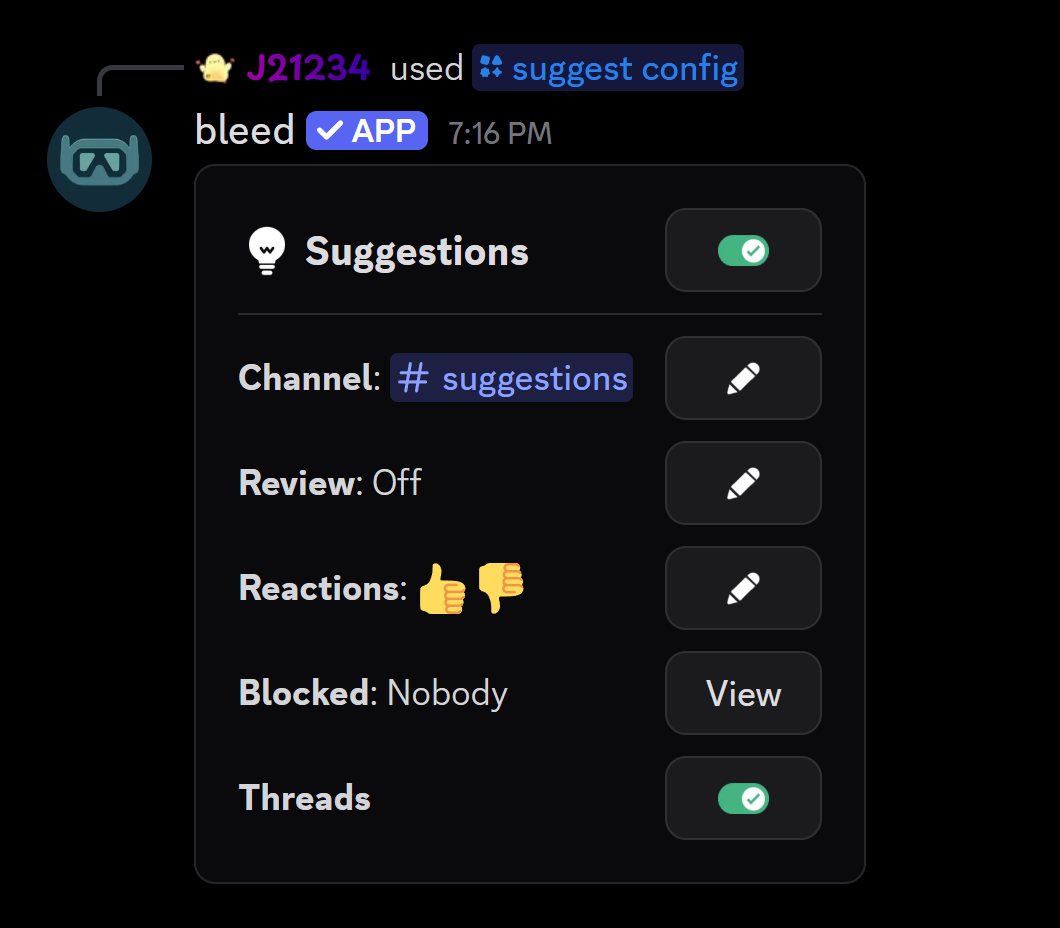 J21234 used suggest config
bleed APP 7:16 PM
Suggestions
Channel: # suggestions
Review: Off
Reactions: 👍👎
Blocked: Nobody
View
Threads